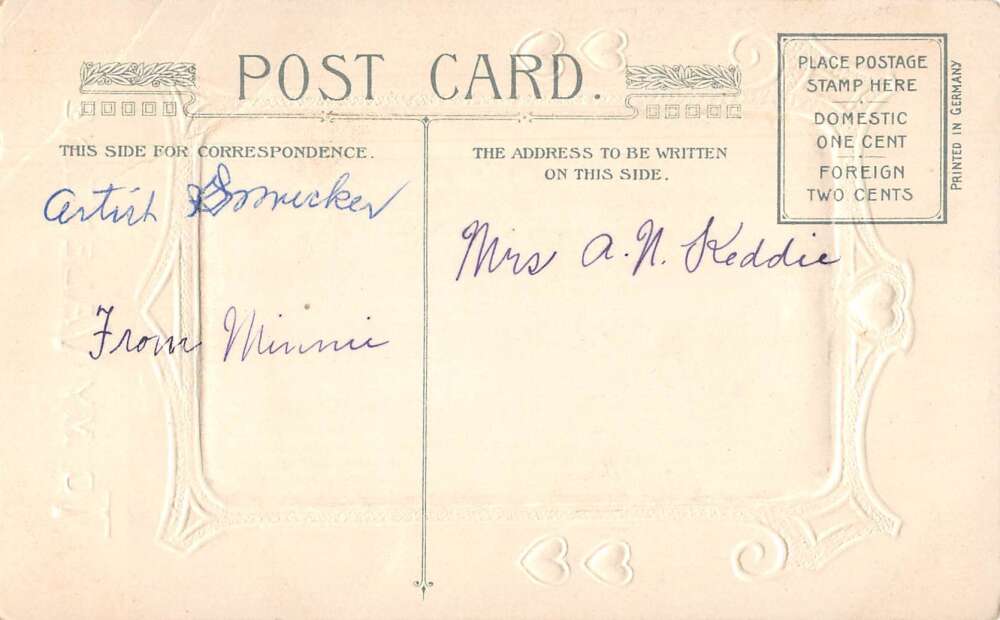 POST CARD.
THIS SIDE FOR CORRESPONDENCE.
THE ADDRESS TO BE WRITTEN
ON THIS SIDE.
PLACE POSTAGE
STAMP HERE
DOMESTIC
ONE CENT
FOREIGN
TWO CENTS
PRINTED IN GERMANY
Artist
From Minnie
Mrs A. N. Keddie